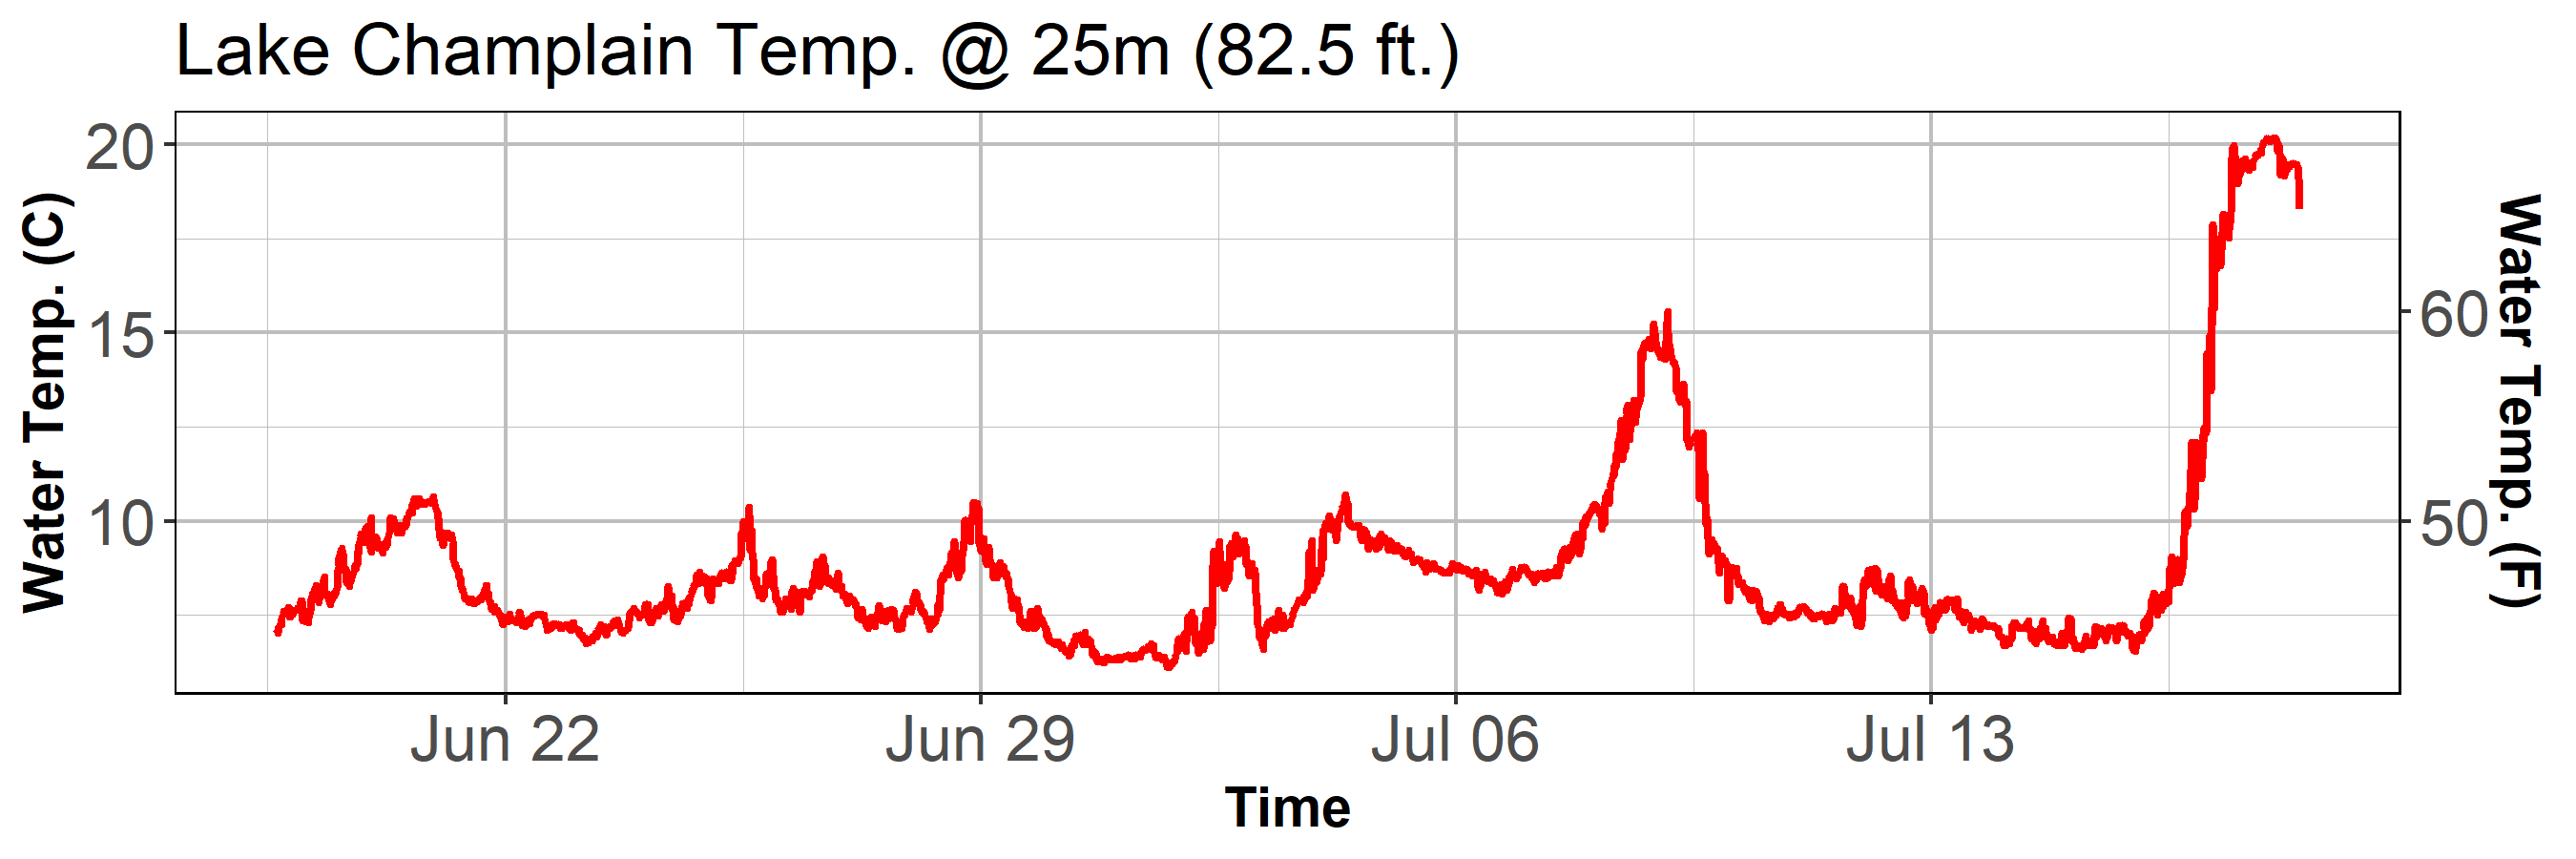 Lake Champlain Temp. @ 25m (82.5 ft.)
Water Temp. (C)
20
15
10
60
50
Water Temp. (F)
Jun 22 Jun 29 Jul 06 Jul 13
Time